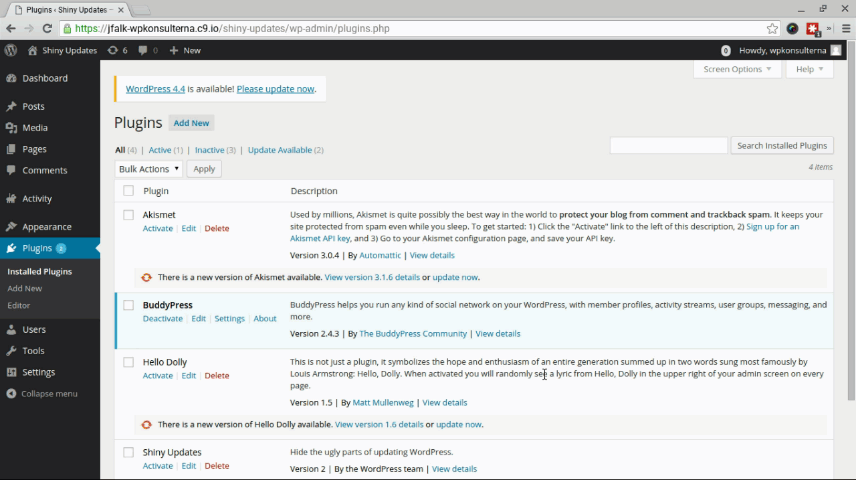 Plugins ‹ Shiny Updates –
https://jfalk-wpkonsulterna.c9.io/shiny-updates/wp-admin/plugins.php
Shiny Updates 6 0 + New 0 Howdy, wpkonsulterna
Screen Options Help
Dashboard
Posts
Media
Pages
Comments
Activity
Appearance
Plugins 2
Installed Plugins
Add New
Editor
Users
Tools
Settings
Collapse menu
WordPress 4.4 is available! Please update now.
Plugins Add New
All (4) | Active (1) | Inactive (3) | Update Available (2)
Search Installed Plugins
Bulk Actions Apply
4 items
Plugin Description
Akismet
Activate | Edit | Delete
Used by millions, Akismet is quite possibly the best way in the world to protect your blog from comment and trackback spam. It keeps your
site protected from spam even while you sleep. To get started: 1) Click the "Activate" link to the left of this description, 2) Sign up for an
Akismet API key, and 3) Go to your Akismet configuration page, and save your API key.
Version 3.0.4 | By Automattic | View details
There is a new version of Akismet available. View version 3.1.6 details or update now.
BuddyPress
Deactivate | Edit | Settings | About
BuddyPress helps you run any kind of social network on your WordPress, with member profiles, activity streams, user groups, messaging, and
more.
Version 2.4.3 | By The BuddyPress Community | View details
Hello Dolly
Activate | Edit | Delete
This is not just a plugin, it symbolizes the hope and enthusiasm of an entire generation summed up in two words sung most famously by
Louis Armstrong: Hello, Dolly. When activated you will randomly see a lyric from Hello, Dolly in the upper right of your admin screen on every
page.
Version 1.5 | By Matt Mullenweg | View details
There is a new version of Hello Dolly available. View version 1.6 details or update now.
Shiny Updates
Activate | Edit | Delete
Hide the ugly parts of updating WordPress.
Version 2 | By the WordPress team | View details